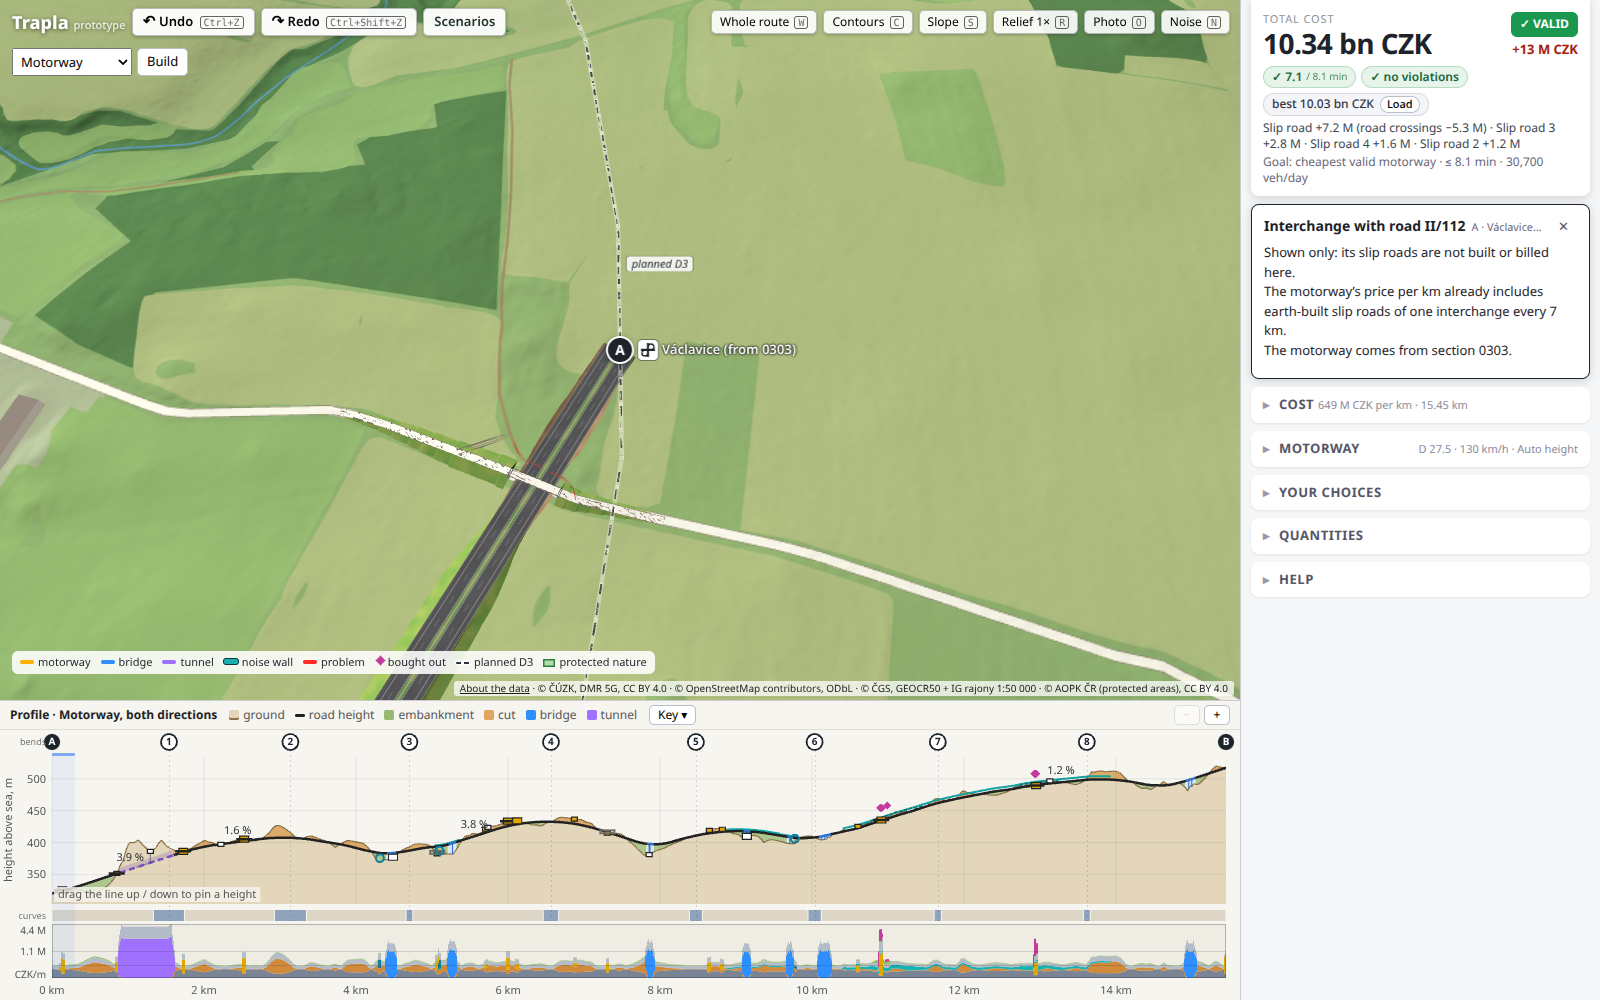 Trapla prototype
↶ Undo Ctrl+Z
↷ Redo Ctrl+Shift+Z
Scenarios
Whole route W
Contours C
Slope S
Relief 1× R
Photo O
Noise N
Motorway
Build
planned D3
A
Václavice (from 0303)
motorway
bridge
tunnel
noise wall
problem
bought out
planned D3
protected nature
About the data · © ČÚZK, DMR 5G, CC BY 4.0 · © OpenStreetMap contributors, ODbL · © ČGS, GEOCR50 + IG rajony 1:50 000 · © AOPK ČR (protected areas), CC BY 4.0
TOTAL COST
✓ VALID
10.34 bn CZK
+13 M CZK
✓ 7.1 / 8.1 min
✓ no violations
best 10.03 bn CZK Load
Slip road +7.2 M (road crossings −5.3 M) · Slip road 3
+2.8 M · Slip road 4 +1.6 M · Slip road 2 +1.2 M
Goal: cheapest valid motorway · ≤ 8.1 min · 30,700
veh/day
Interchange with road II/112 A · Václavice... ×
Shown only: its slip roads are not built or billed
here.
The motorway's price per km already includes
earth-built slip roads of one interchange every 7
km.
The motorway comes from section 0303.
▸ COST 649 M CZK per km · 15.45 km
▸ MOTORWAY D 27.5 · 130 km/h · Auto height
▸ YOUR CHOICES
▸ QUANTITIES
▸ HELP
Profile · Motorway, both directions
ground
road height
embankment
cut
bridge
tunnel
Key ▾
−
+
bends
A 1 2 3 4 5 6 7 8 B
height above sea, m
500
450
400
350
3.9 %
1.6 %
3.8 %
1.2 %
drag the line up / down to pin a height
curves
4.4 M
1.1 M
CZK/m
0 km 2 km 4 km 6 km 8 km 10 km 12 km 14 km